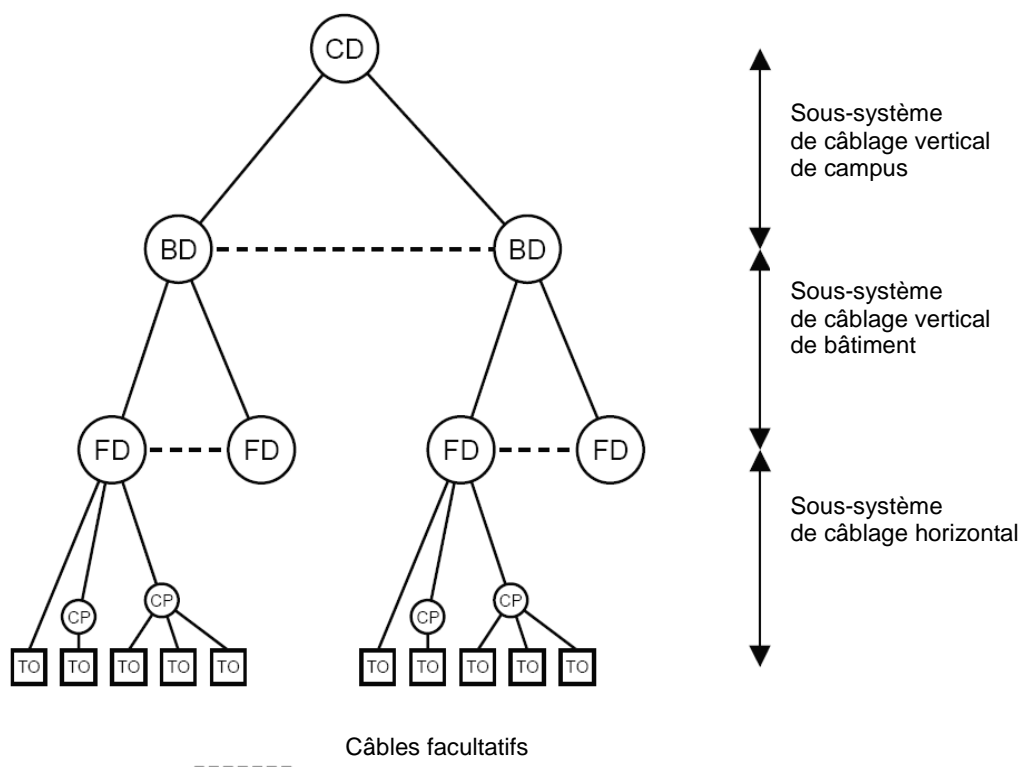 CD
Sous-système
de câblage vertical
de campus
BD
BD
Sous-système
de câblage vertical
de bâtiment
FD
FD
FD
FD
Sous-système
de câblage horizontal
CP
CP
CP
CP
TO
TO
TO
TO
TO
TO
TO
TO
TO
TO
Câbles facultatifs